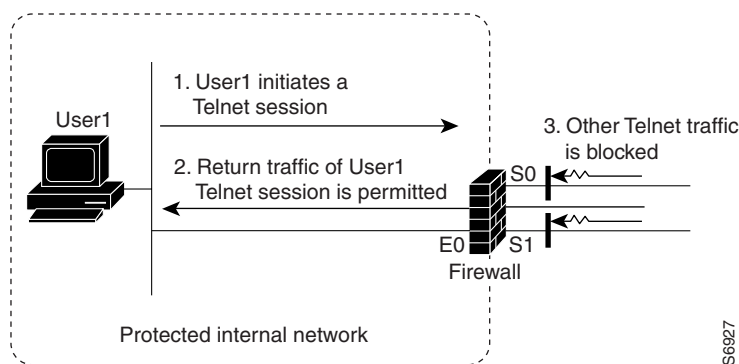 1. User1 initiates a
Telnet session
User1
3. Other Telnet traffic
is blocked
2. Return traffic of User1
Telnet session is permitted
S0
E0
S1
Firewall
Protected internal network
S6927